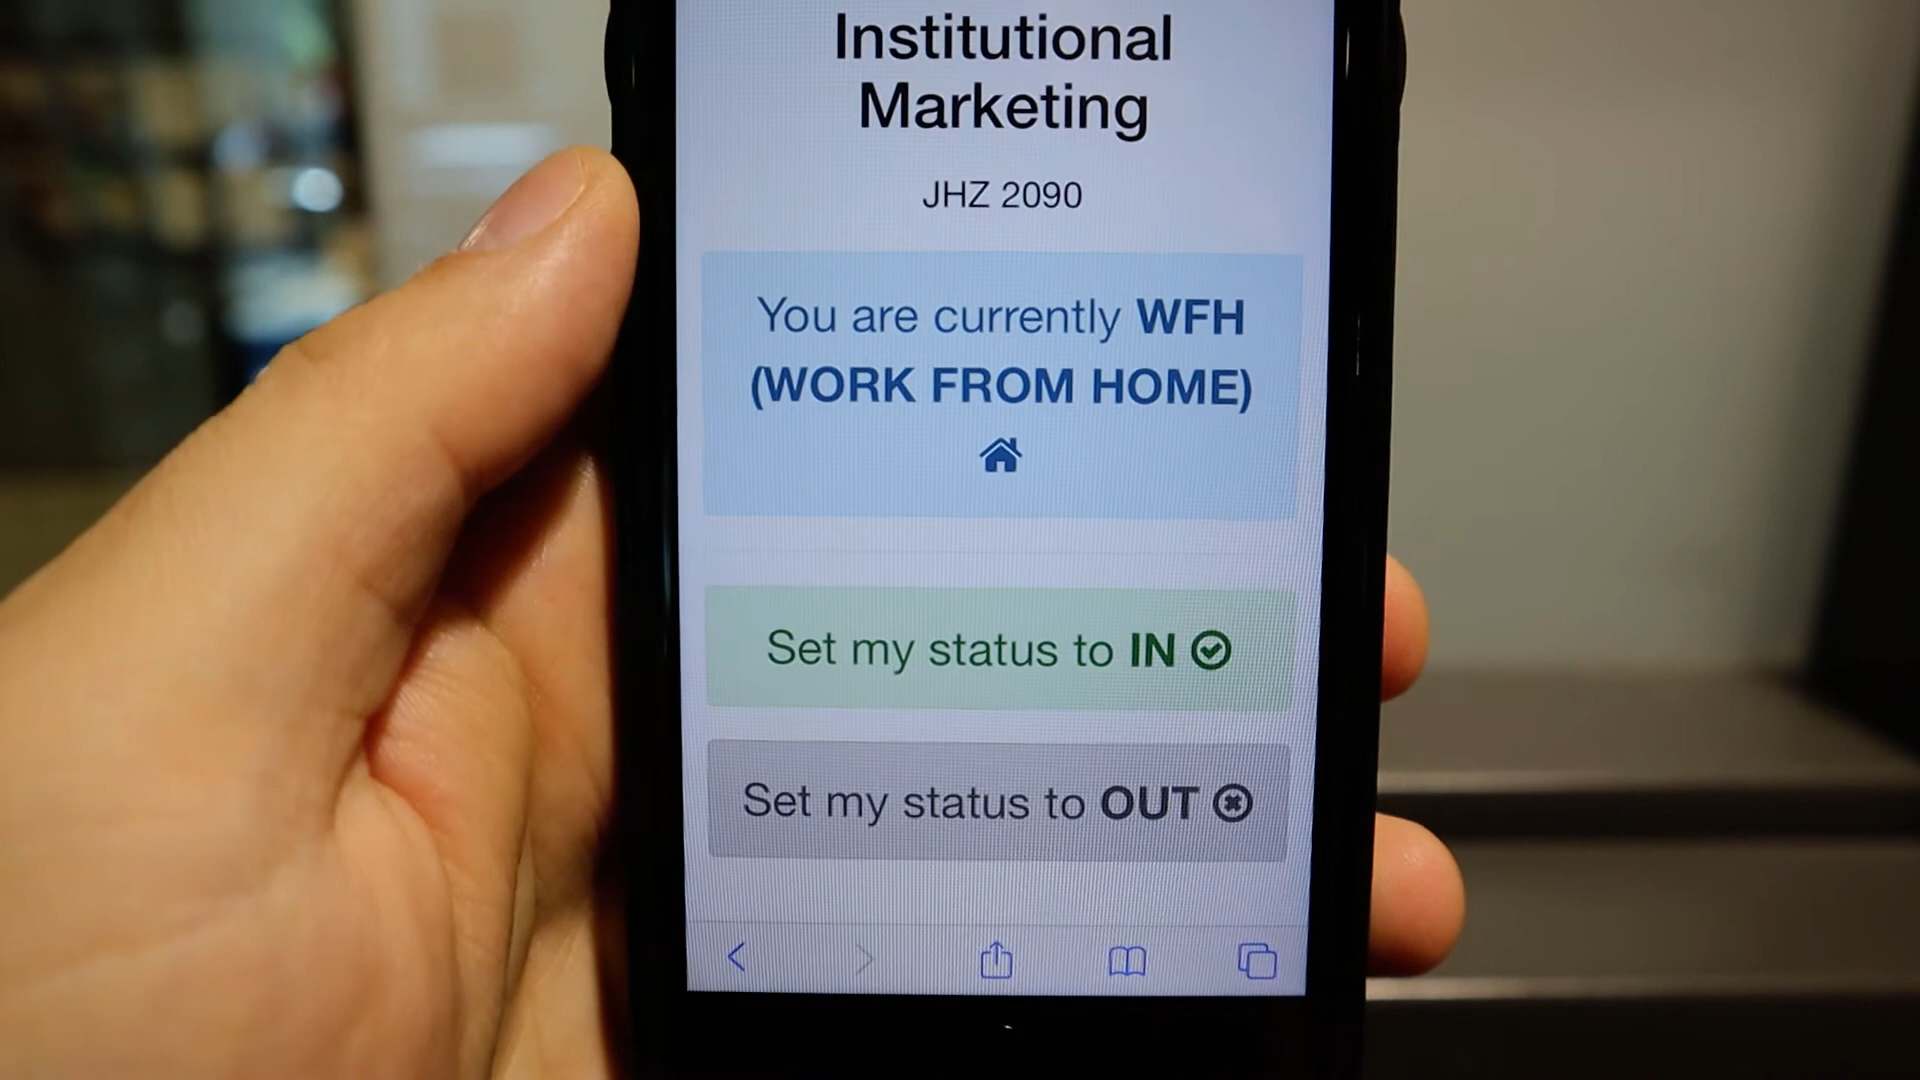 Institutional
Marketing
JHZ 2090
You are currently WFH
(WORK FROM HOME)
Set my status to IN
Set my status to OUT